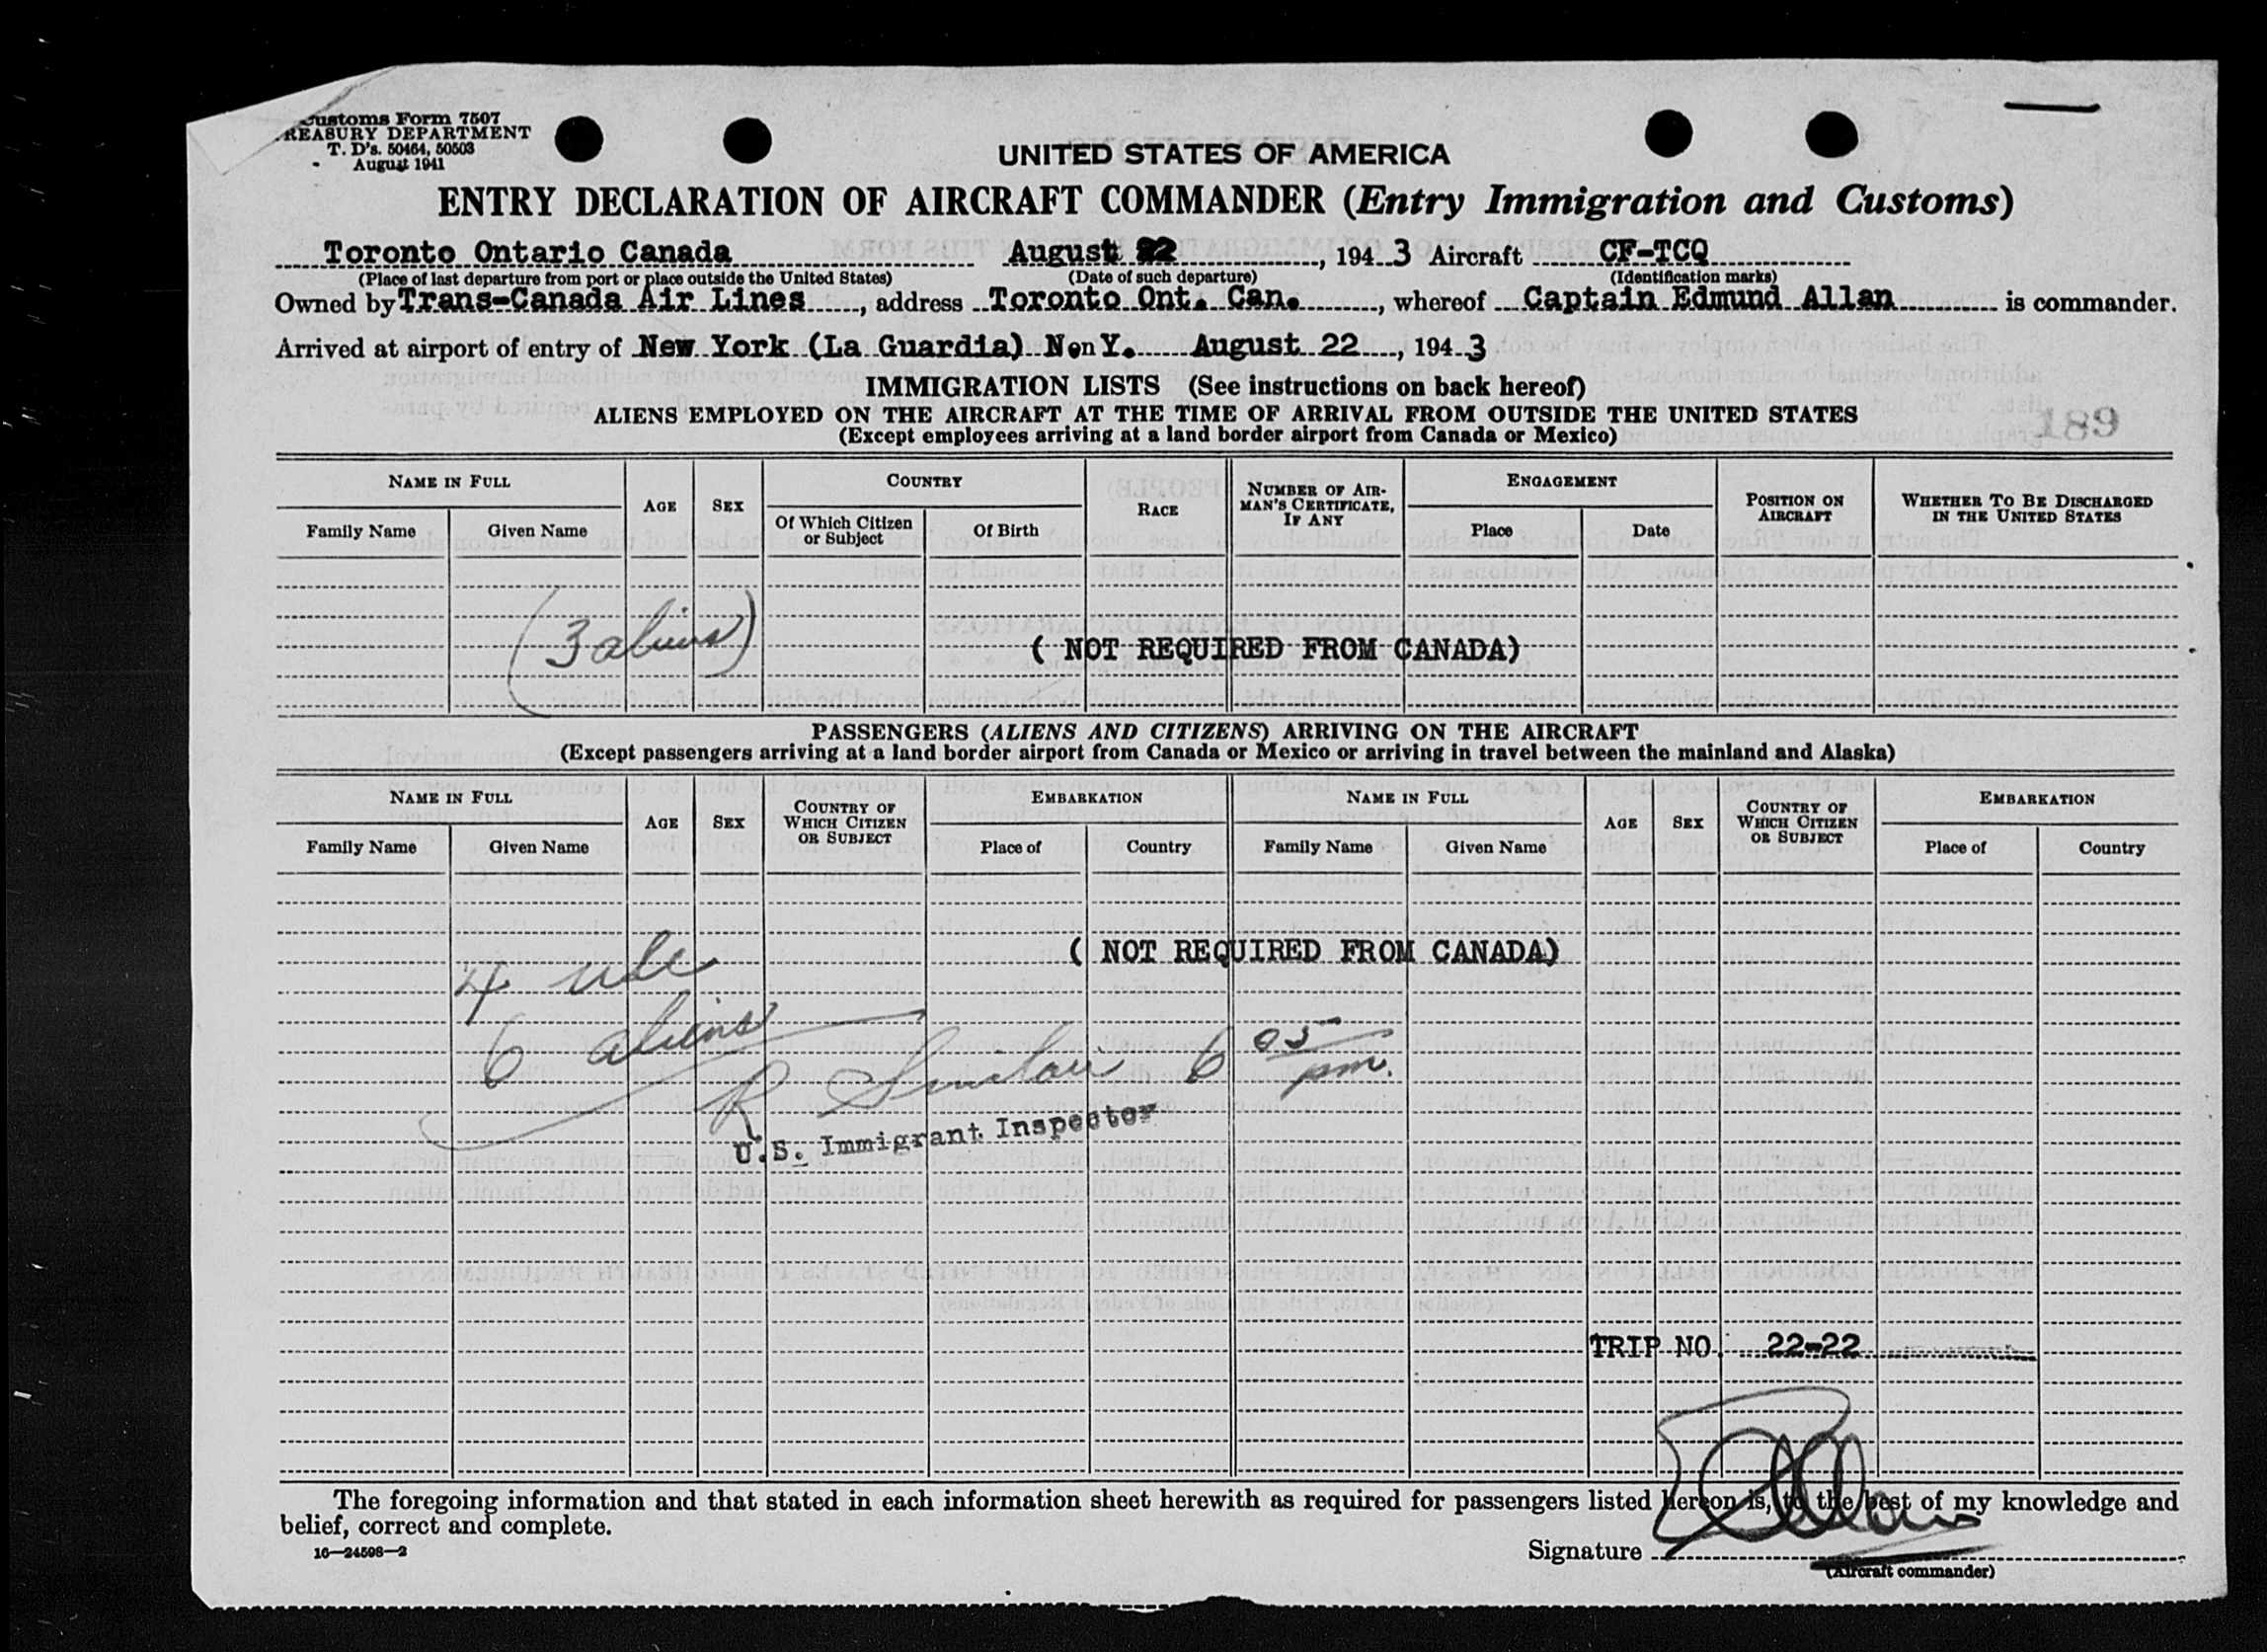 Customs Form 7507
TREASURY DEPARTMENT
T. D's. 50464, 50503
August 1941
UNITED STATES OF AMERICA
ENTRY DECLARATION OF AIRCRAFT COMMANDER (Entry Immigration and Customs)
Toronto Ontario Canada August 22, 1943 Aircraft CF-TCQ
(Place of last departure from port or place outside the United States) (Date of such departure) (Identification marks)
Owned by Trans-Canada Air Lines, address Toronto Ont. Can., whereof Captain Edmund Allan is commander.
Arrived at airport of entry of New York (La Guardia) NonY. August 22, 1943
IMMIGRATION LISTS (See instructions on back hereof)
ALIENS EMPLOYED ON THE AIRCRAFT AT THE TIME OF ARRIVAL FROM OUTSIDE THE UNITED STATES
(Except employees arriving at a land border airport from Canada or Mexico)
189
NAME IN FULL AGE SEX COUNTRY RACE NUMBER OF AIRMAN'S CERTIFICATE, IF ANY ENGAGEMENT POSITION ON AIRCRAFT WHETHER TO BE DISCHARGED IN THE UNITED STATES
Family Name Given Name Of Which Citizen or Subject Of Birth Place Date
(3 aliens) ( NOT REQUIRED FROM CANADA)
PASSENGERS (ALIENS AND CITIZENS) ARRIVING ON THE AIRCRAFT
(Except passengers arriving at a land border airport from Canada or Mexico or arriving in travel between the mainland and Alaska)
NAME IN FULL AGE SEX COUNTRY OF WHICH CITIZEN OR SUBJECT EMBARKATION NAME IN FULL AGE SEX COUNTRY OF WHICH CITIZEN OR SUBJECT EMBARKATION
Family Name Given Name Place of Country Family Name Given Name Place of Country
( NOT REQUIRED FROM CANADA)
4
6 aliens
R Sinclair 6 05 pm.
U.S. Immigrant Inspector
TRIP NO. 22-22
The foregoing information and that stated in each information sheet herewith as required for passengers listed hereon is, to the best of my knowledge and
belief, correct and complete.
16—24598—2
Signature
(Aircraft commander)